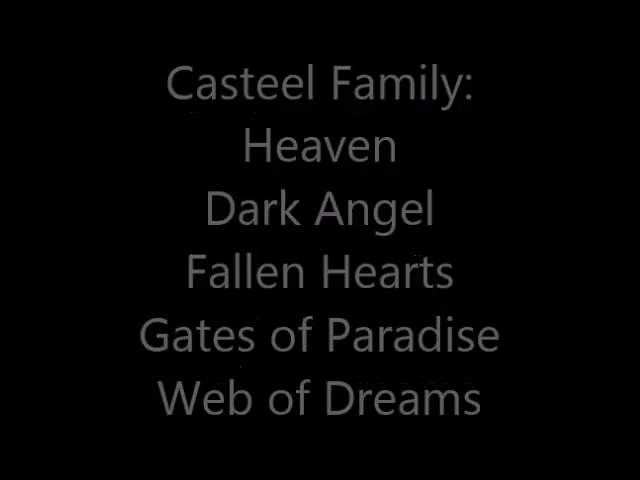 Casteel Family:
Heaven
Dark Angel
Fallen Hearts
Gates of Paradise
Web of Dreams